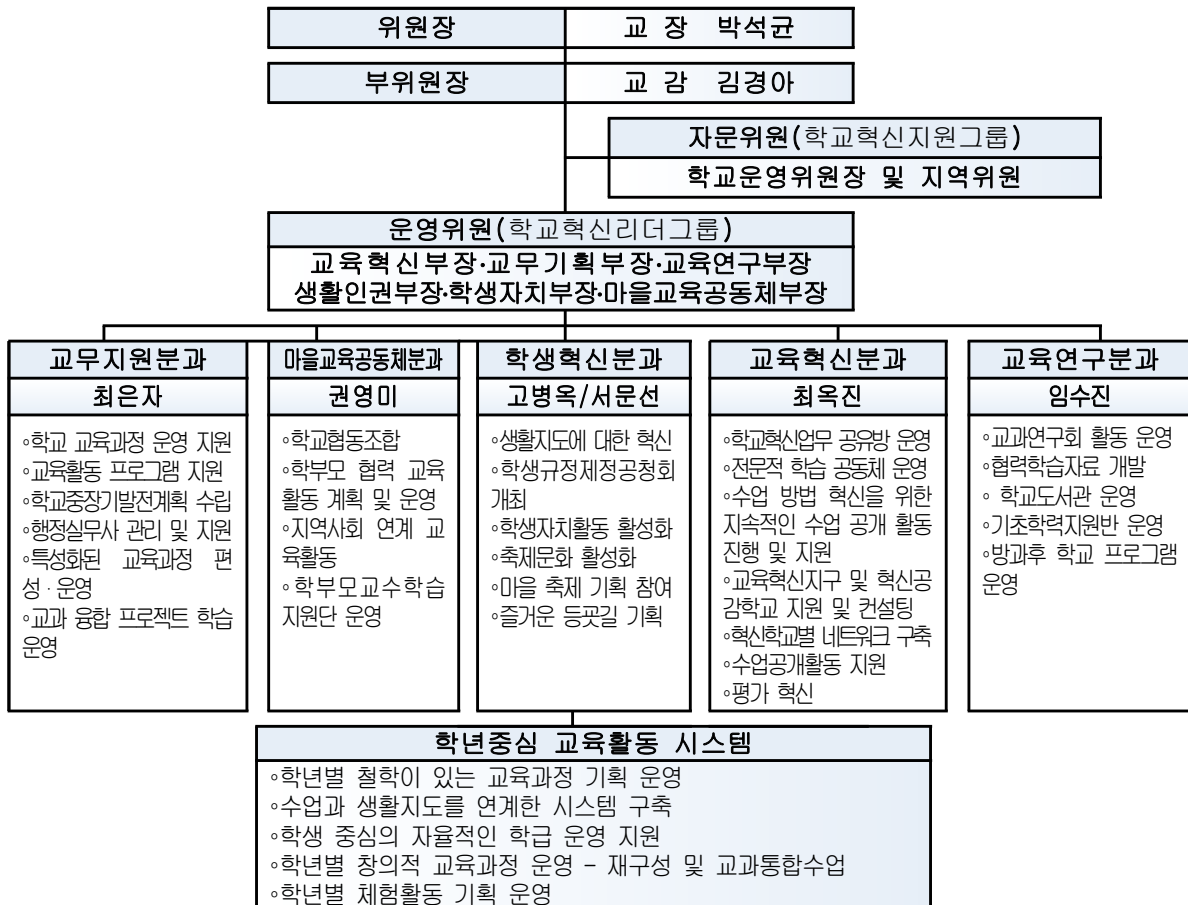 위원장 교 장 박석균
부위원장 교 감 김경아
자문위원(학교혁신지원그룹)
학교운영위원장 및 지역위원
운영위원(학교혁신리더그룹)
교육혁신부장·교무기획부장·교육연구부장
생활인권부장·학생자치부장·마을교육공동체부장
교무지원분과
최은자
◦학교 교육과정 운영 지원
◦교육활동 프로그램 지원
◦학교중장기발전계획 수립
◦행정실무사 관리 및 지원
◦특성화된 교육과정 편
성·운영
◦교과 융합 프로젝트 학습
운영
마을교육공동체분과
권영미
◦학교협동조합
◦학부모 협력 교육
활동 계획 및 운영
◦지역사회 연계 교
육활동
◦학부모교수학습
지원단 운영
학생혁신분과
고병옥/서문선
◦생활지도에 대한 혁신
◦학생규정제정공청회
개최
◦학생자치활동 활성화
◦축제문화 활성화
◦마을 축제 기획 참여
◦즐거운 등굣길 기획
교육혁신분과
최옥진
◦학교혁신업무 공유방 운영
◦전문적 학습 공동체 운영
◦수업 방법 혁신을 위한
지속적인 수업 공개 활동
진행 및 지원
◦교육혁신지구 및 혁신공
감학교 지원 및 컨설팅
◦혁신학교별 네트워크 구축
◦수업공개활동 지원
◦평가 혁신
교육연구분과
임수진
◦교과연구회 활동 운영
◦협력학습자료 개발
◦ 학교도서관 운영
◦기초학력지원반 운영
◦방과후 학교 프로그램
운영
학년중심 교육활동 시스템
◦학년별 철학이 있는 교육과정 기획 운영
◦수업과 생활지도를 연계한 시스템 구축
◦학생 중심의 자율적인 학급 운영 지원
◦학년별 창의적 교육과정 운영 - 재구성 및 교과통합수업
◦학년별 체험활동 기획 운영